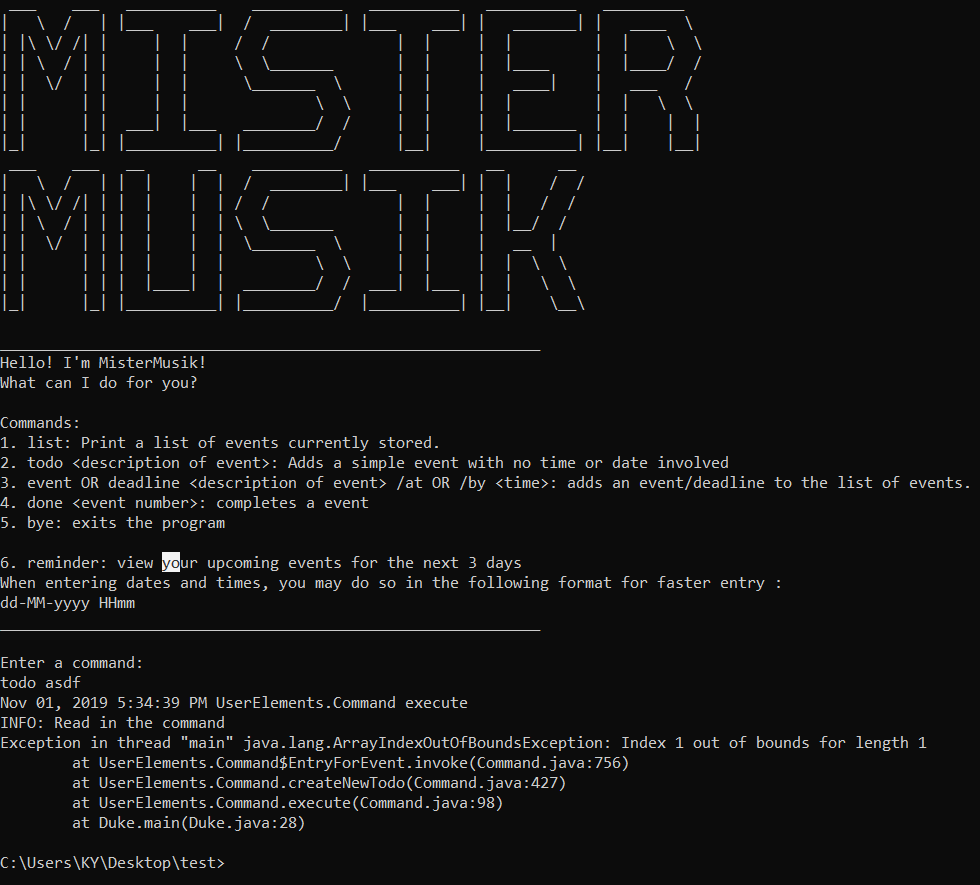 MISTER
MUSIK
Hello! I'm MisterMusik!
What can I do for you?
Commands:
1. list: Print a list of events currently stored.
2. todo <description of event>: Adds a simple event with no time or date involved
3. event OR deadline <description of event> /at OR /by <time>: adds an event/deadline to the list of events.
4. done <event number>: completes a event
5. bye: exits the program
6. reminder: view your upcoming events for the next 3 days
When entering dates and times, you may do so in the following format for faster entry :
dd-MM-yyyy HHmm
Enter a command:
todo asdf
Nov 01, 2019 5:34:39 PM UserElements.Command execute
INFO: Read in the command
Exception in thread "main" java.lang.ArrayIndexOutOfBoundsException: Index 1 out of bounds for length 1
at UserElements.Command$EntryForEvent.invoke(Command.java:756)
at UserElements.Command.createNewTodo(Command.java:427)
at UserElements.Command.execute(Command.java:98)
at Duke.main(Duke.java:28)
C:\Users\KY\Desktop\test>